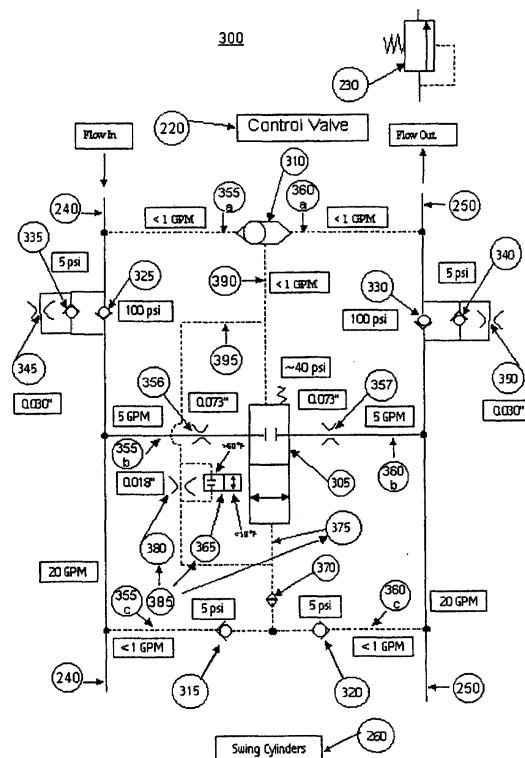 300
230
220
Control Valve
Flow In
Flow Out
310
355
a
360
a
240
250
< 1 GPM
< 1 GPM
335
5 psi
325
390
< 1 GPM
5 psi
340
330
100 psi
100 psi
395
345
350
0.030"
0.030"
356
~40 psi
357
0.073"
0.073"
5 GPM
5 GPM
355
b
360
b
305
0.018"
380
365
375
385
370
20 GPM
20 GPM
355
c
5 psi
5 psi
360
c
< 1 GPM
< 1 GPM
315
320
240
250
Swing Cylinders
260